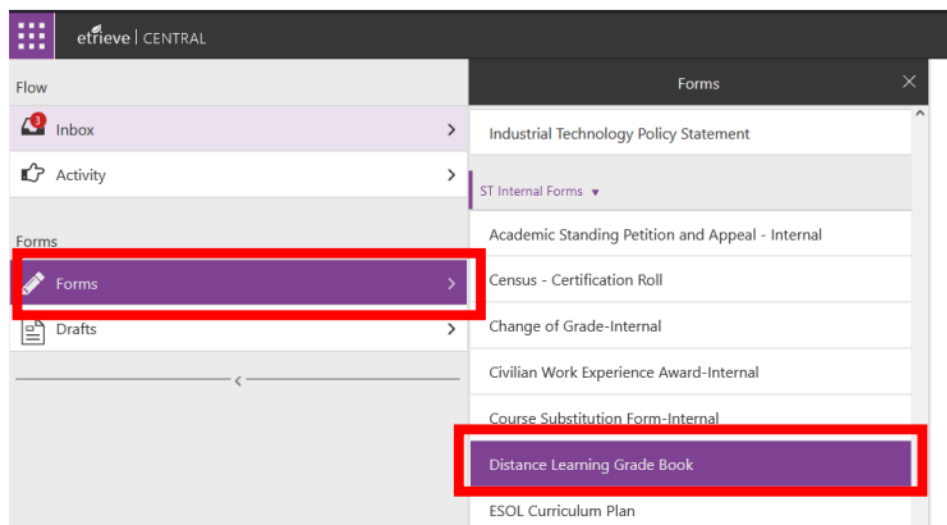 etrieve | CENTRAL
Flow
3
Inbox
Activity
Forms
Forms
Drafts
Forms
Industrial Technology Policy Statement
ST Internal Forms
Academic Standing Petition and Appeal - Internal
Census - Certification Roll
Change of Grade-Internal
Civilian Work Experience Award-Internal
Course Substitution Form-Internal
Distance Learning Grade Book
ESOL Curriculum Plan